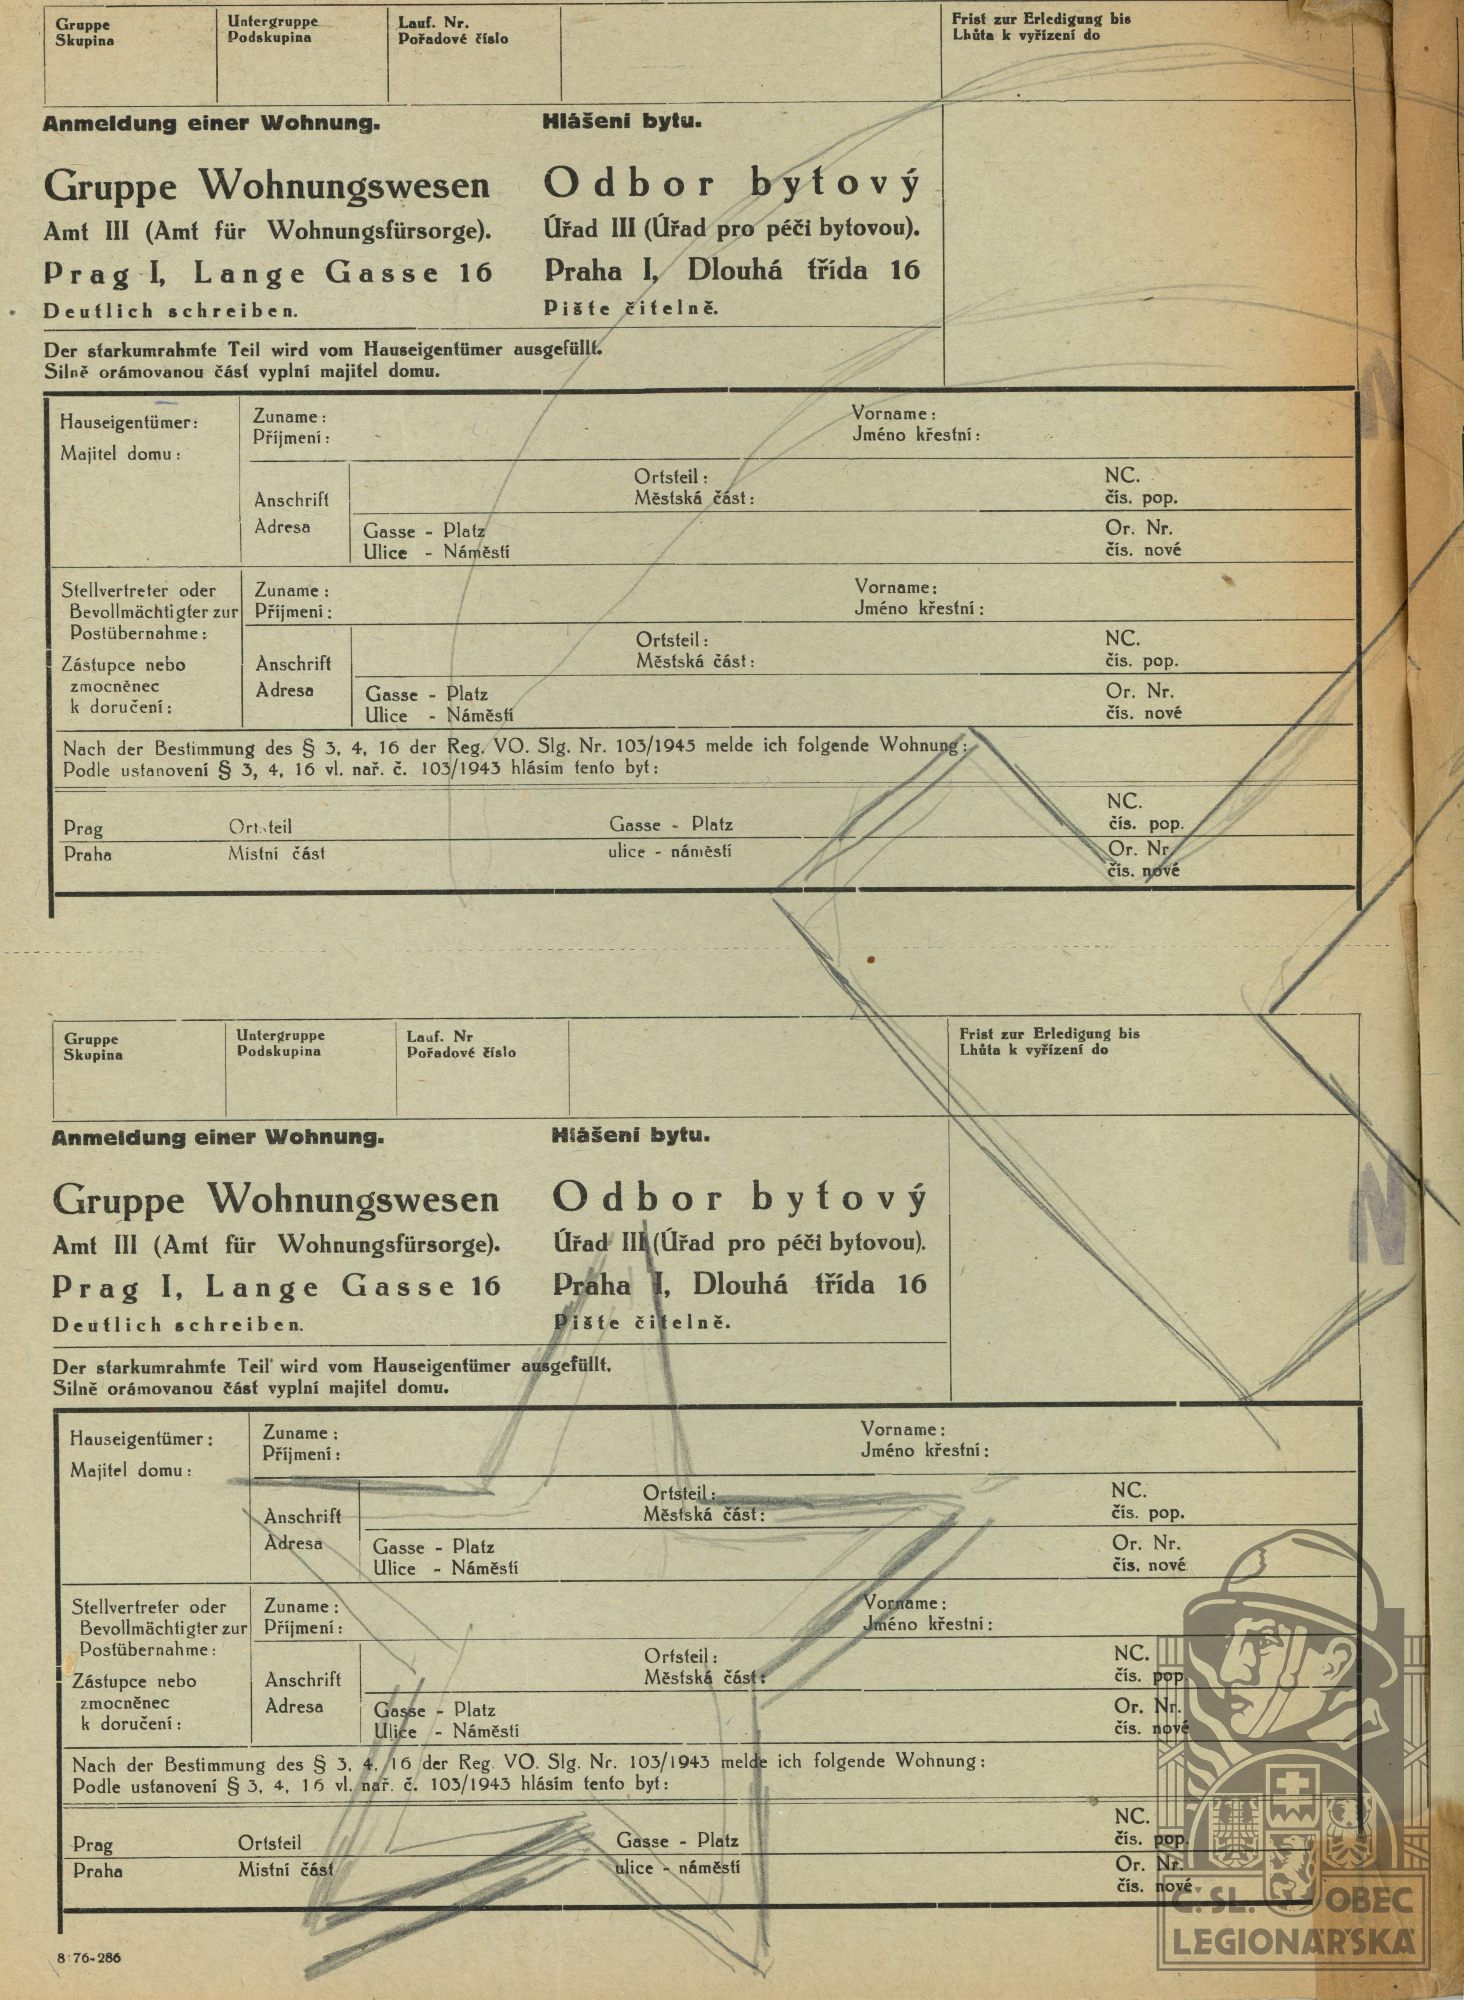 Gruppe
Skupina
Untergruppe
Podskupina
Lauf. Nr.
Pořadové číslo
Frist zur Erledigung bis
Lhůta k vyřízení do
Anmeldung einer Wohnung.
Hlášení bytu.
Gruppe Wohnungswesen
Odbor bytový
Amt III (Amt für Wohnungsfürsorge).
Úřad III (Úřad pro péči bytovou).
Prag I, Lange Gasse 16
Praha I, Dlouhá třída 16
Deutlich schreiben.
Pište čitelně.
Der starkumrahmte Teil wird vom Hauseigentümer ausgefüllt.
Silně orámovanou část vyplní majitel domu.
Hauseigentümer:
Majitel domu:
Zuname:
Příjmení:
Vorname:
Jméno křestní:
Anschrift
Adresa
Ortsteil:
Městská část:
NC.
čís. pop.
Gasse - Platz
Ulice - Náměstí
Or. Nr.
čís. nové
Stellvertreter oder
Bevollmächtigter zur
Postübernahme:
Zástupce nebo
zmocněnec
k doručení:
Zuname:
Příjmení:
Vorname:
Jméno křestní:
Anschrift
Adresa
Ortsteil:
Městská část:
NC.
čís. pop.
Gasse - Platz
Ulice - Náměstí
Or. Nr.
čís. nové
Nach der Bestimmung des § 3, 4, 16 der Reg. VO. Slg. Nr. 103/1943 melde ich folgende Wohnung:
Podle ustanovení § 3, 4, 16 vl. nař. č. 103/1943 hlásím tento byt:
Prag
Praha
Ortsteil
Místní část
Gasse - Platz
ulice - náměstí
NC.
čís. pop.
Or. Nr.
čís. nové
Gruppe
Skupina
Untergruppe
Podskupina
Lauf. Nr
Pořadové číslo
Frist zur Erledigung bis
Lhůta k vyřízení do
Anmeldung einer Wohnung.
Hlášení bytu.
Gruppe Wohnungswesen
Odbor bytový
Amt III (Amt für Wohnungsfürsorge).
Úřad III (Úřad pro péči bytovou).
Prag I, Lange Gasse 16
Praha I, Dlouhá třída 16
Deutlich schreiben.
Pište čitelně.
Der starkumrahmte Teil wird vom Hauseigentümer ausgefüllt.
Silně orámovanou část vyplní majitel domu.
Hauseigentümer:
Majitel domu:
Zuname:
Příjmení:
Vorname:
Jméno křestní:
Anschrift
Adresa
Ortsteil:
Městská část:
NC.
čís. pop.
Gasse - Platz
Ulice - Náměstí
Or. Nr.
čís. nové
Stellvertreter oder
Bevollmächtigter zur
Postübernahme:
Zástupce nebo
zmocněnec
k doručení:
Zuname:
Příjmení:
Vorname:
Jméno křestní:
Anschrift
Adresa
Ortsteil:
Městská část:
NC.
čís. pop.
Gasse - Platz
Ulice - Náměstí
Or. Nr.
čís. nové
Nach der Bestimmung des § 3, 4, 16 der Reg. VO. Slg. Nr. 103/1943 melde ich folgende Wohnung:
Podle ustanovení § 3, 4, 16 vl. nař. č. 103/1943 hlásím tento byt:
Prag
Praha
Ortsteil
Místní část
Gasse - Platz
ulice - náměstí
NC.
čís. pop.
Or. Nr.
čís. nové
8 76-286
N
N
Č. SL. OBEC
LEGIONÁŘSKÁ